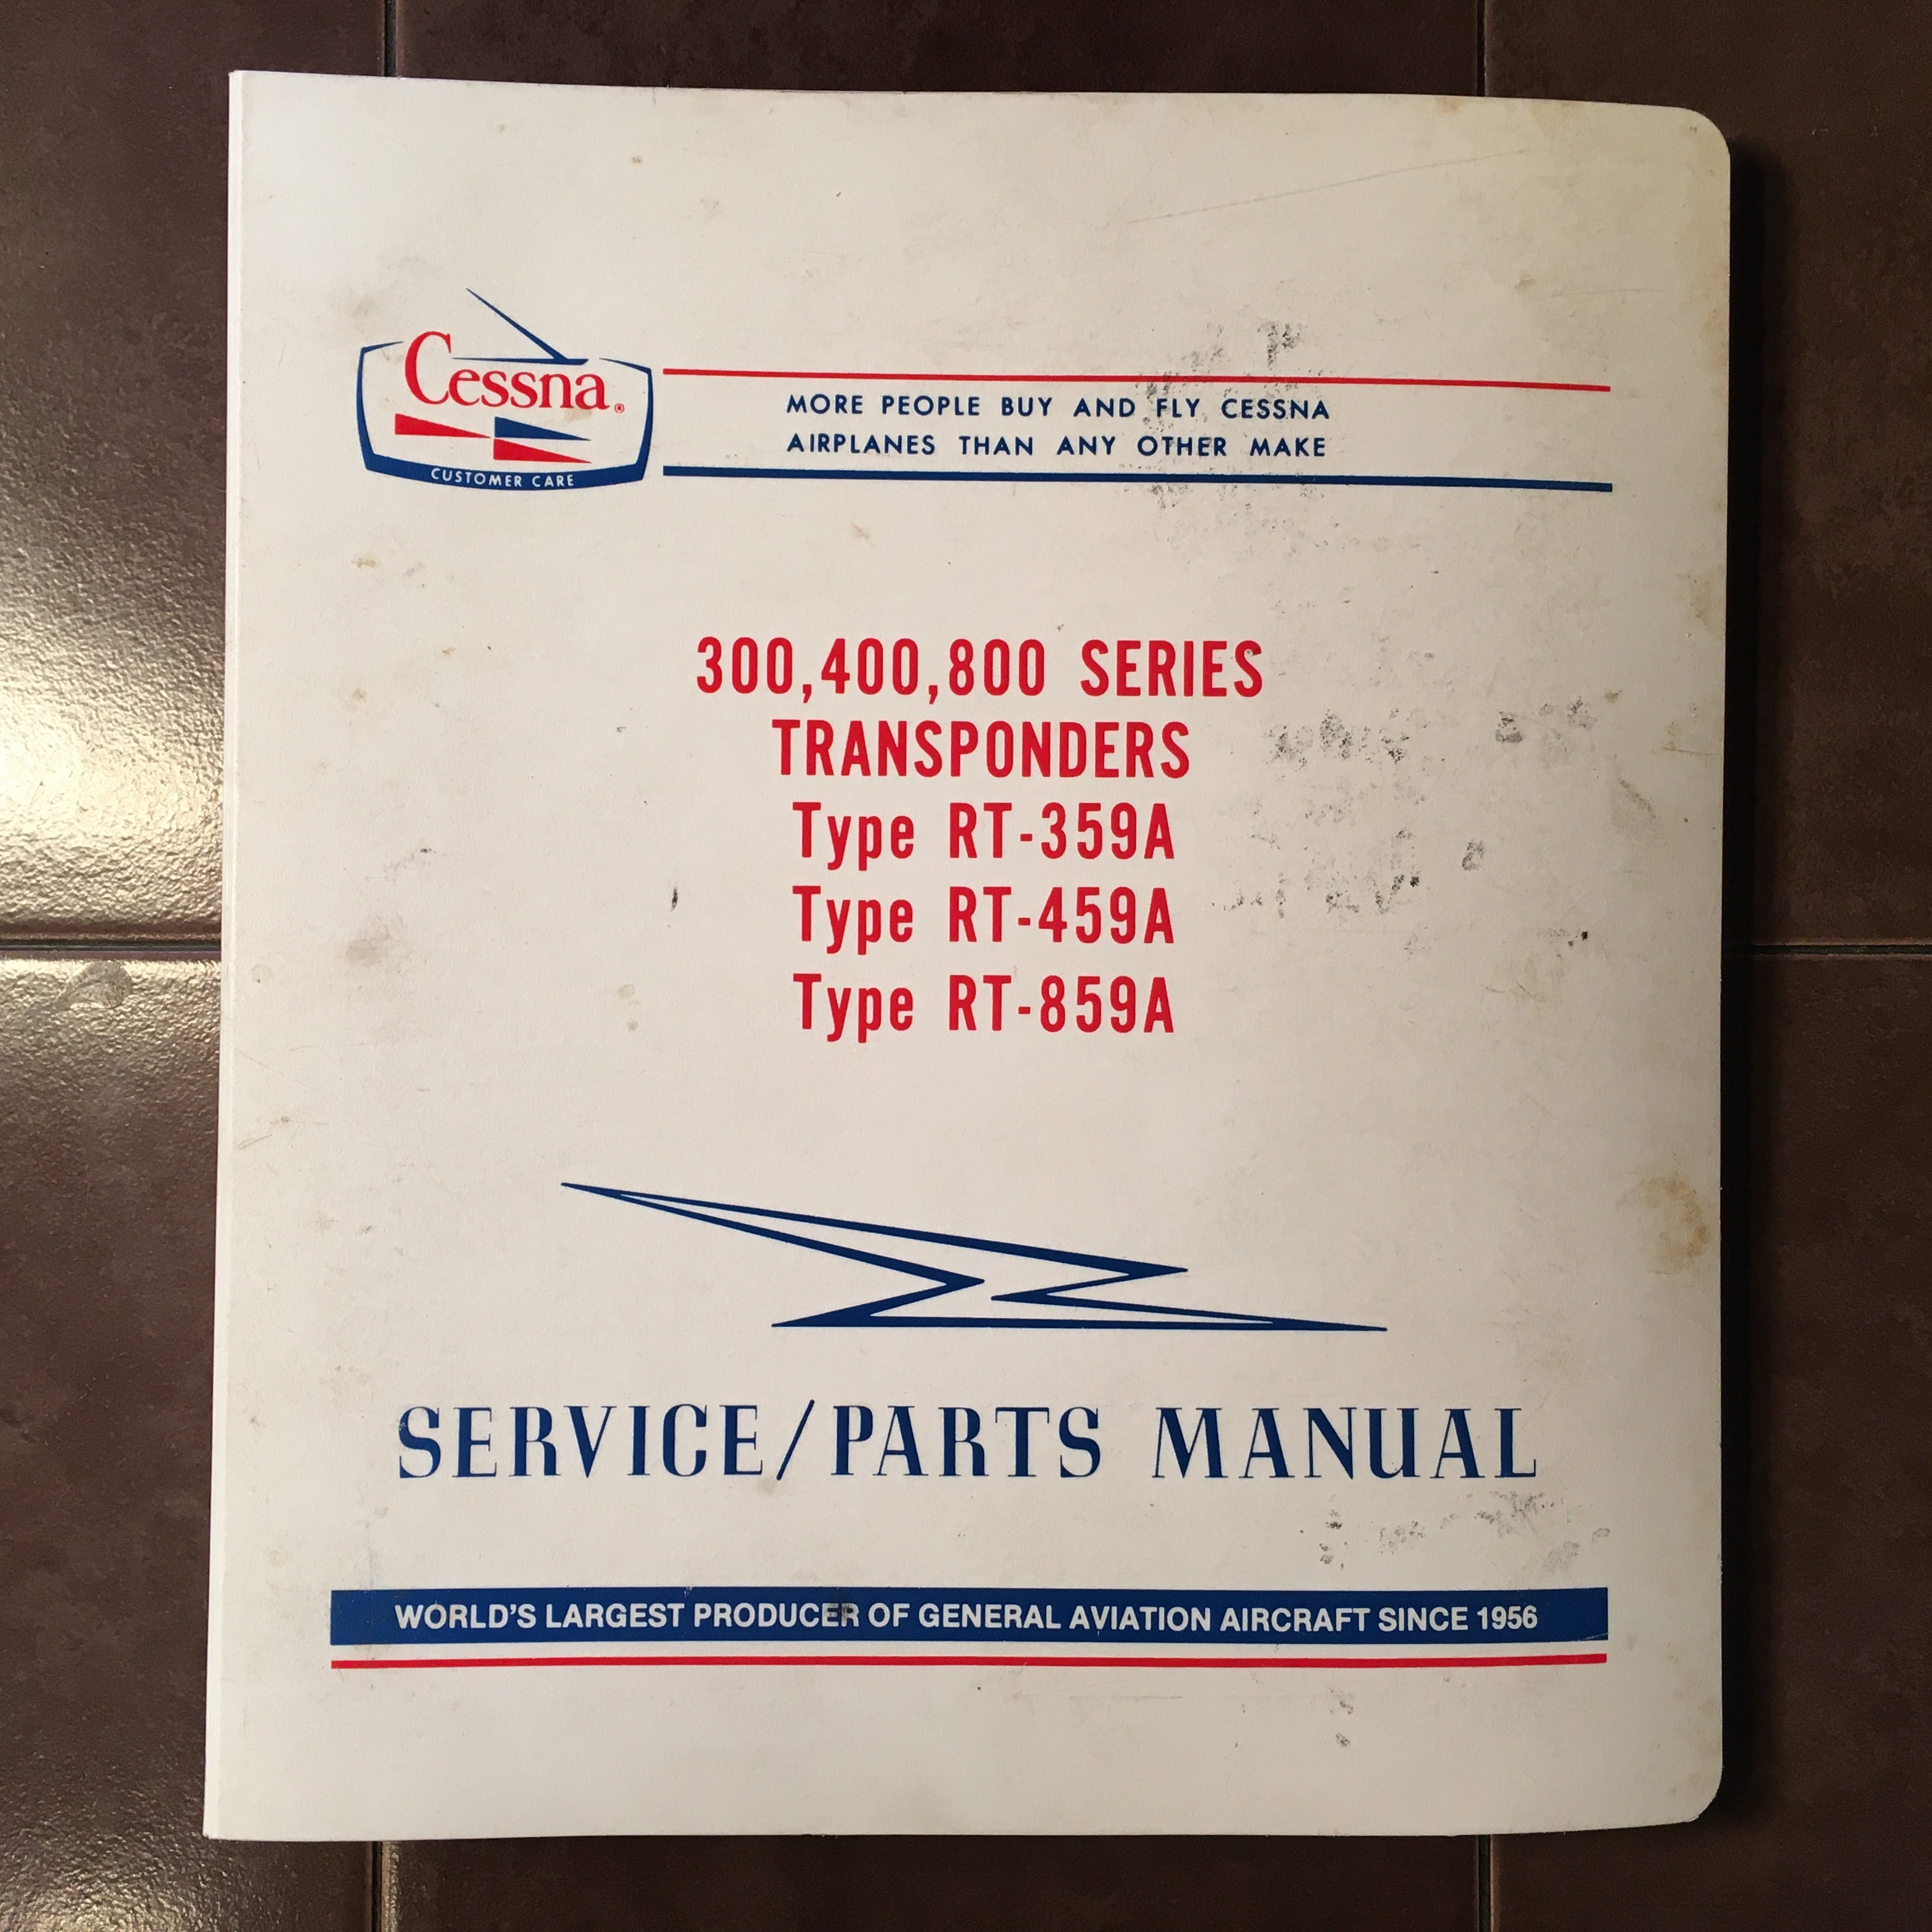 Cessna®
CUSTOMER CARE
MORE PEOPLE BUY AND FLY CESSNA
AIRPLANES THAN ANY OTHER MAKE
300,400,800 SERIES
TRANSPONDERS
Type RT-359A
Type RT-459A
Type RT-859A
SERVICE/PARTS MANUAL
WORLD'S LARGEST PRODUCER OF GENERAL AVIATION AIRCRAFT SINCE 1956